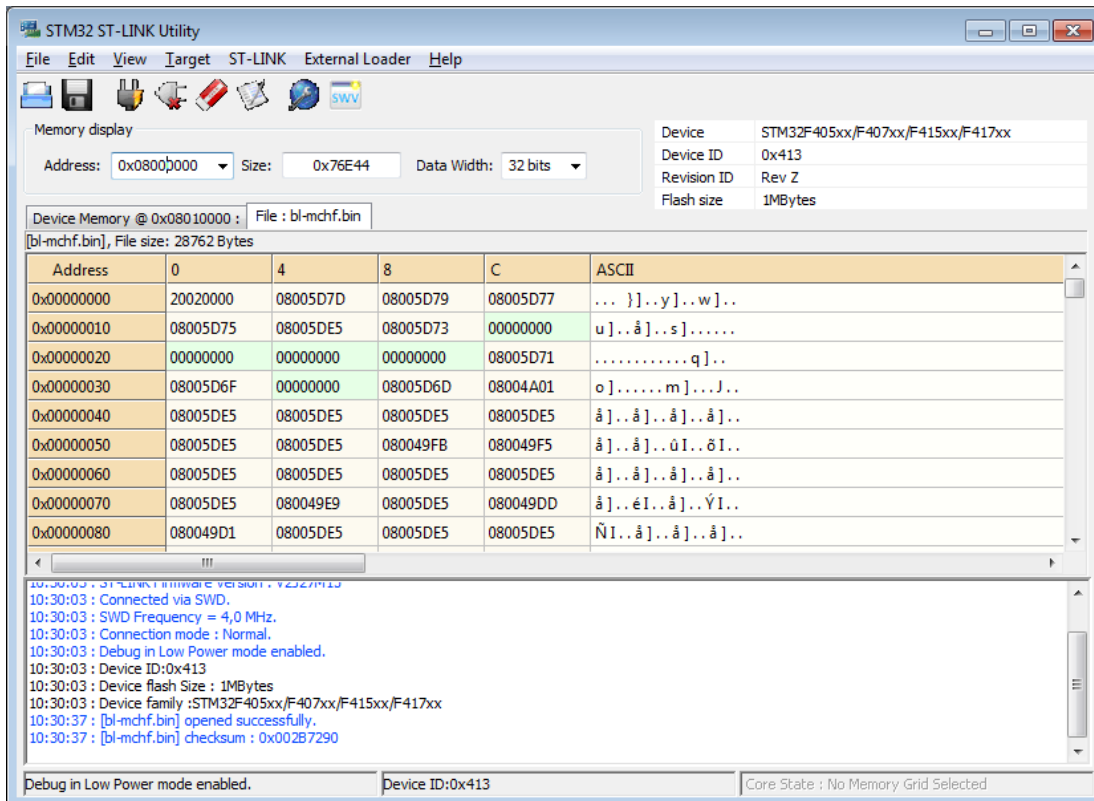 STM32 ST-LINK Utility
File Edit View Target ST-LINK External Loader Help
SWV
Memory display
Address: 0x08000000 Size: 0x76E44 Data Width: 32 bits
Device STM32F405xx/F407xx/F415xx/F417xx
Device ID 0x413
Revision ID Rev Z
Flash size 1MBytes
Device Memory @ 0x08010000 : File : bl-mchf.bin
[bl-mchf.bin], File size: 28762 Bytes
Address 0 4 8 C ASCII
0x00000000 20020000 08005D7D 08005D79 08005D77 ... }]..y]..w]..
0x00000010 08005D75 08005DE5 08005D73 00000000 u]..å]..s]......
0x00000020 00000000 00000000 00000000 08005D71 ............q]..
0x00000030 08005D6F 00000000 08005D6D 08004A01 o]......m]...J..
0x00000040 08005DE5 08005DE5 08005DE5 08005DE5 å]..å]..å]..å]..
0x00000050 08005DE5 08005DE5 080049FB 080049F5 å]..å]..ûI..õI..
0x00000060 08005DE5 08005DE5 08005DE5 08005DE5 å]..å]..å]..å]..
0x00000070 08005DE5 080049E9 08005DE5 080049DD å]..éI..å]..ÝI..
0x00000080 080049D1 08005DE5 08005DE5 08005DE5 ÑI..å]..å]..å]..
10:30:03 : ST-LINK Firmware version : V2J27M15
10:30:03 : Connected via SWD.
10:30:03 : SWD Frequency = 4,0 MHz.
10:30:03 : Connection mode : Normal.
10:30:03 : Debug in Low Power mode enabled.
10:30:03 : Device ID:0x413
10:30:03 : Device flash Size : 1MBytes
10:30:03 : Device family :STM32F405xx/F407xx/F415xx/F417xx
10:30:37 : [bl-mchf.bin] opened successfully.
10:30:37 : [bl-mchf.bin] checksum : 0x002B7290
Debug in Low Power mode enabled. Device ID:0x413 Core State : No Memory Grid Selected